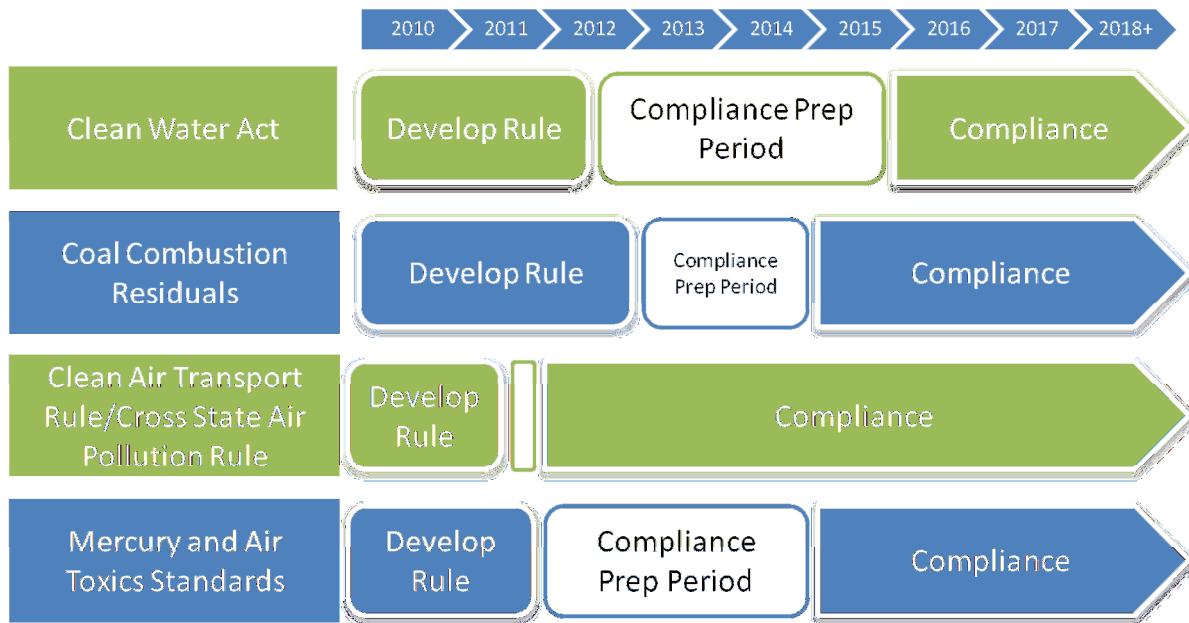 2010 2011 2012 2013 2014 2015 2016 2017 2018+
Clean Water Act
Develop Rule
Compliance Prep
Period
Compliance
Coal Combustion
Residuals
Develop Rule
Compliance
Prep Period
Compliance
Clean Air Transport
Rule/Cross State Air
Pollution Rule
Develop
Rule
Compliance
Mercury and Air
Toxics Standards
Develop
Rule
Compliance
Prep Period
Compliance